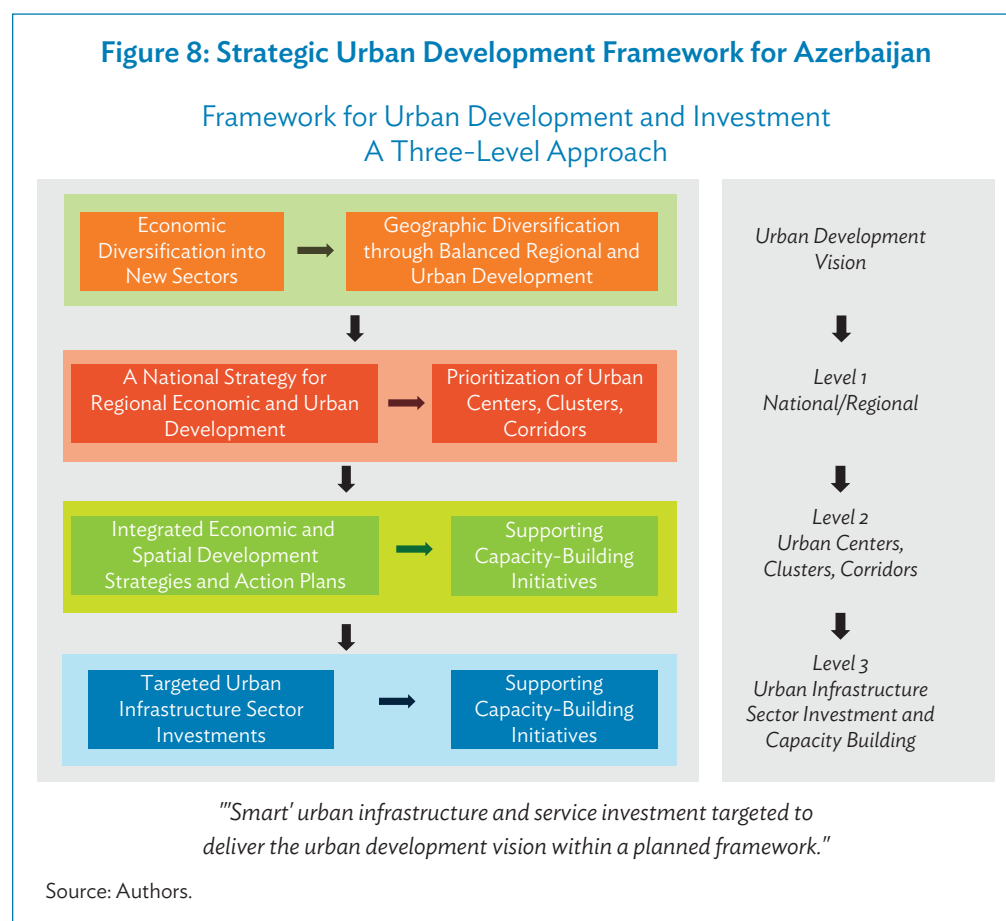 Figure 8: Strategic Urban Development Framework for Azerbaijan
Framework for Urban Development and Investment
A Three-Level Approach
Economic
Diversification into
New Sectors
Geographic Diversification
through Balanced Regional and
Urban Development
Urban Development
Vision
A National Strategy for
Regional Economic and Urban
Development
Prioritization of Urban
Centers, Clusters,
Corridors
Level 1
National/Regional
Integrated Economic and
Spatial Development
Strategies and Action Plans
Supporting
Capacity-Building
Initiatives
Level 2
Urban Centers,
Clusters, Corridors
Targeted Urban
Infrastructure Sector
Investments
Supporting
Capacity-Building
Initiatives
Level 3
Urban Infrastructure
Sector Investment and
Capacity Building
"'Smart' urban infrastructure and service investment targeted to
deliver the urban development vision within a planned framework."
Source: Authors.